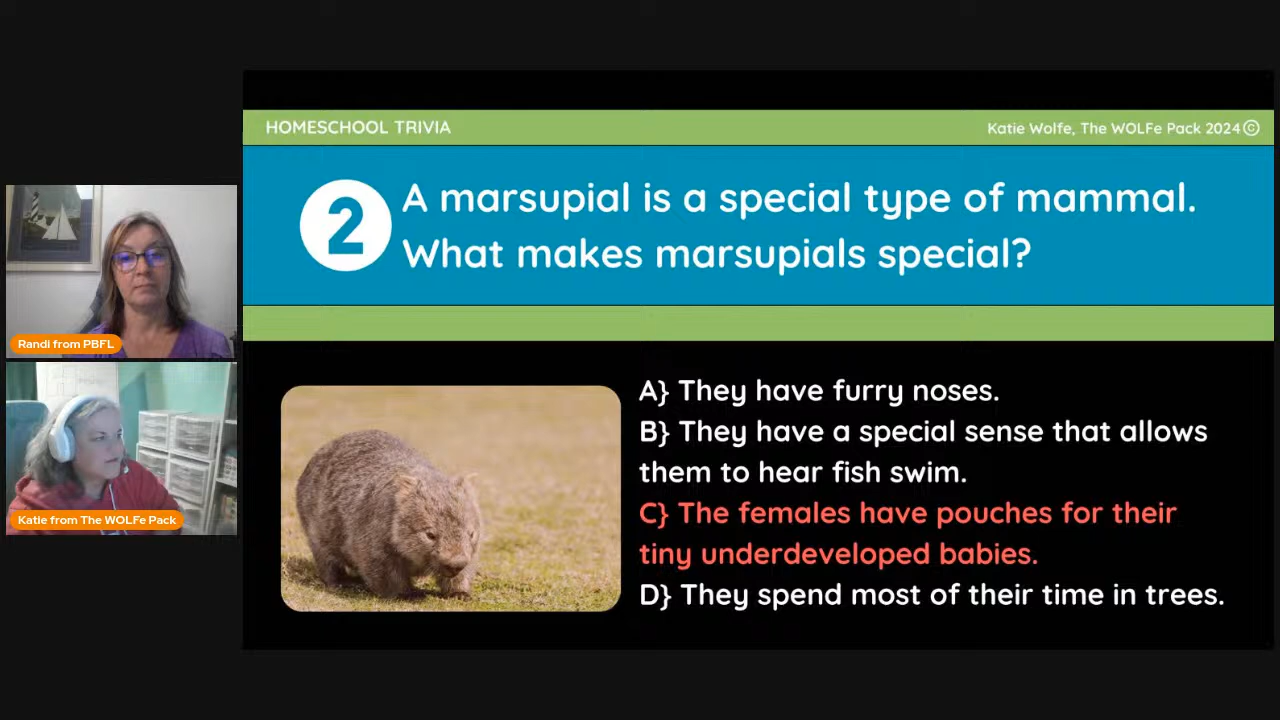 HOMESCHOOL TRIVIA
Katie Wolfe, The WOLFe Pack 2024©
2
A marsupial is a special type of mammal.
What makes marsupials special?
Randi from PBFL
Katie from The WOLFe Pack
A} They have furry noses.
B} They have a special sense that allows
them to hear fish swim.
C} The females have pouches for their
tiny underdeveloped babies.
D} They spend most of their time in trees.